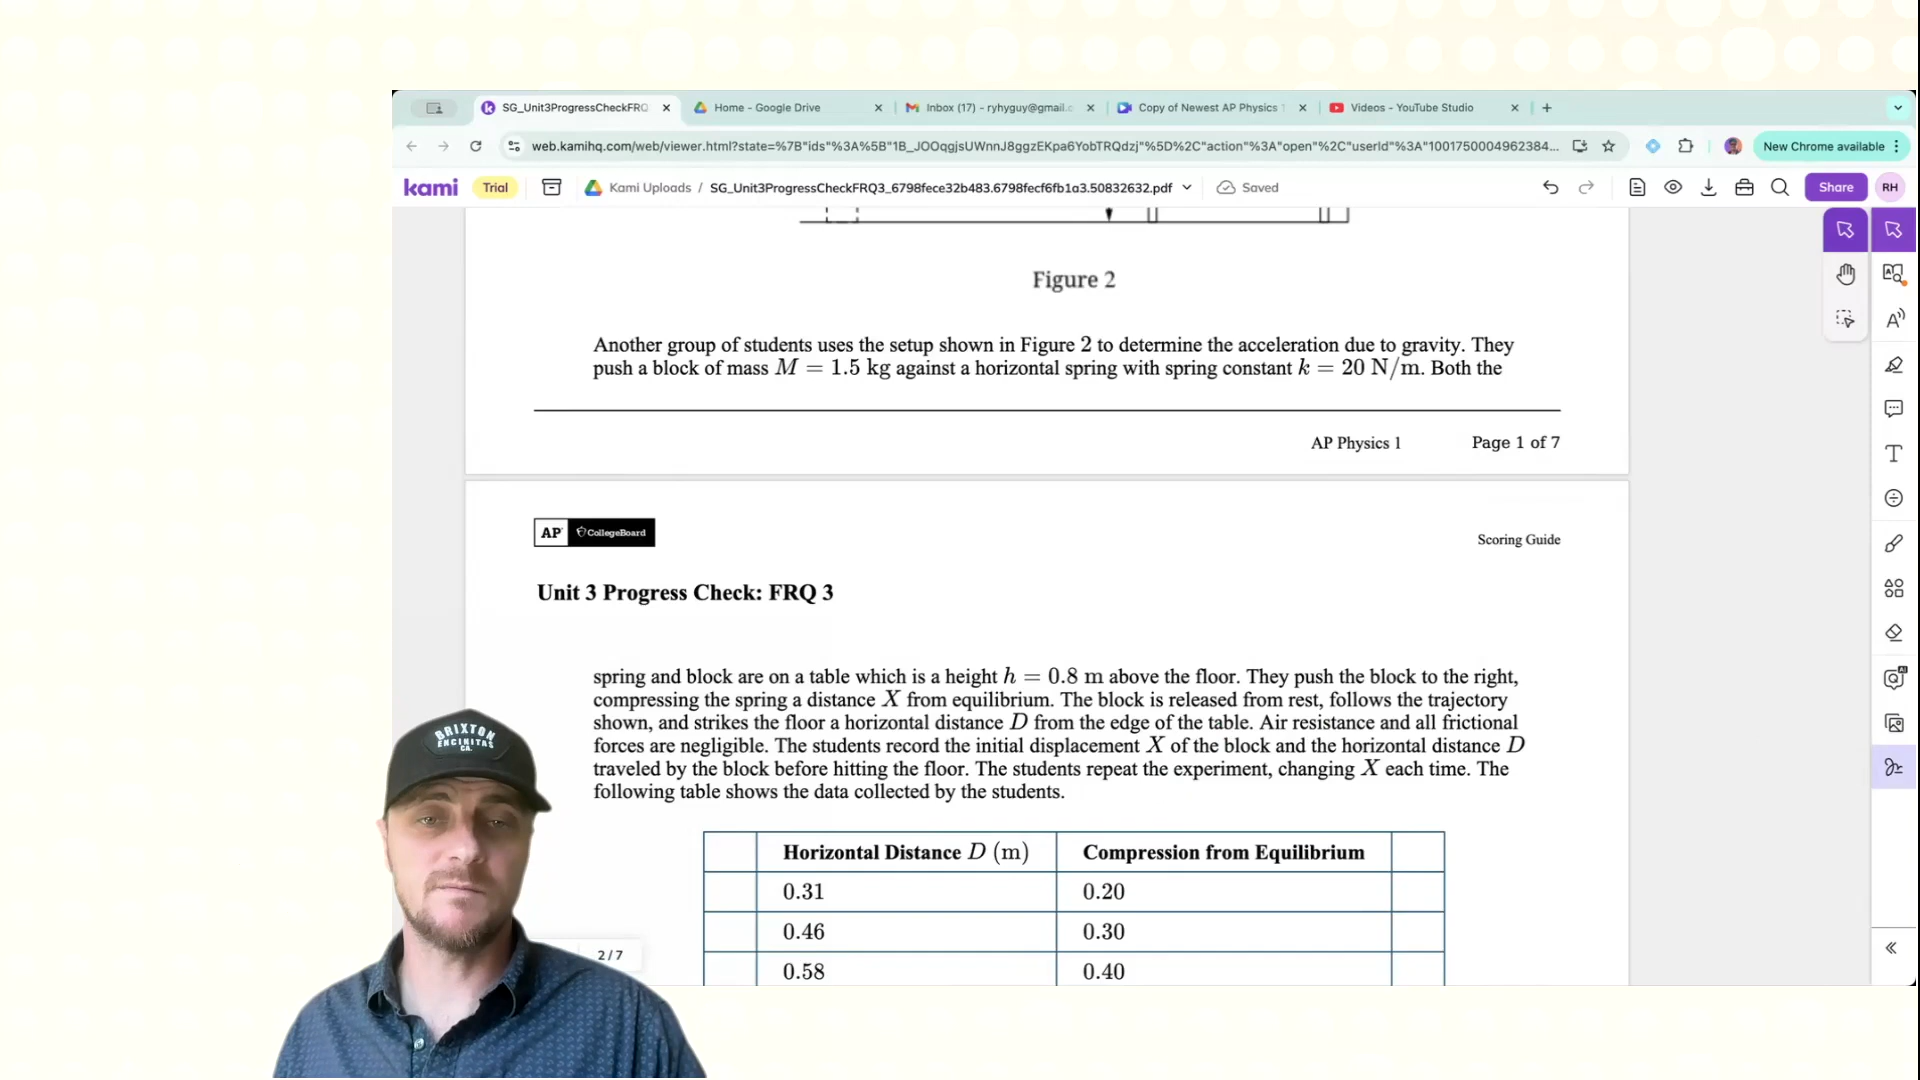 SG_Unit3ProgressCheckFRQ
Home - Google Drive
Inbox (17) - ryhyguy@gmail.c
Copy of Newest AP Physics 1
Videos - YouTube Studio
web.kamihq.com/web/viewer.html?state=%7B"ids"%3A%5B"1B_JOOqgjsUWnnJ8ggzEKpa6YobTRQdzj"%5D%2C"action"%3A"open"%2C"userId"%3A"1001750004962384...
New Chrome available
kami
Trial
Kami Uploads / SG_Unit3ProgressCheckFRQ3_6798fece32b483.6798fecf6fb1a3.50832632.pdf
Saved
Share
RH
Figure 2
Another group of students uses the setup shown in Figure 2 to determine the acceleration due to gravity. They
push a block of mass M = 1.5 kg against a horizontal spring with spring constant k = 20 N/m. Both the
AP Physics 1 Page 1 of 7
AP CollegeBoard
Scoring Guide
Unit 3 Progress Check: FRQ 3
spring and block are on a table which is a height h = 0.8 m above the floor. They push the block to the right,
compressing the spring a distance X from equilibrium. The block is released from rest, follows the trajectory
shown, and strikes the floor a horizontal distance D from the edge of the table. Air resistance and all frictional
forces are negligible. The students record the initial displacement X of the block and the horizontal distance D
traveled by the block before hitting the floor. The students repeat the experiment, changing X each time. The
following table shows the data collected by the students.
Horizontal Distance D (m) Compression from Equilibrium
0.31 0.20
0.46 0.30
0.58 0.40
2/7
BRIXTON
ENCINITAS
CA.